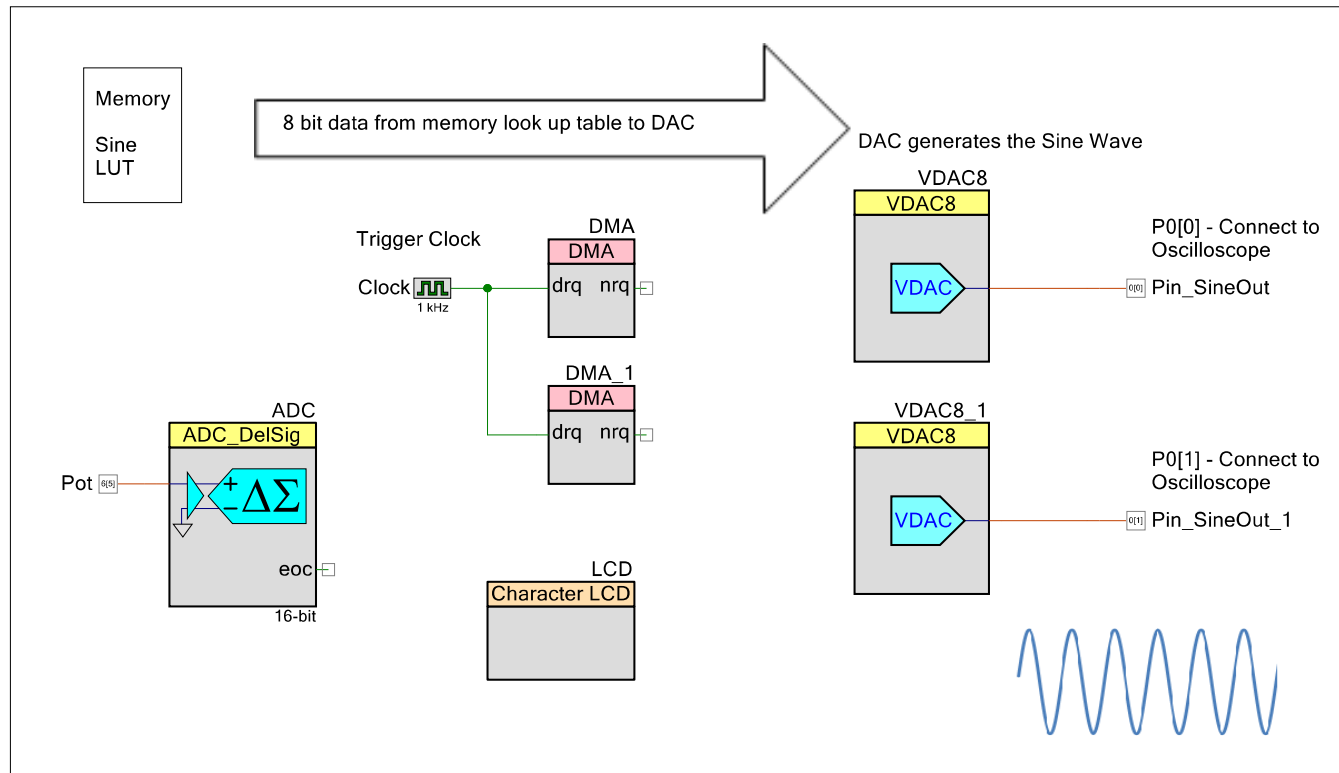 Memory
Sine
LUT
8 bit data from memory look up table to DAC
DAC generates the Sine Wave
VDAC8
VDAC8
VDAC
P0[0] - Connect to
Oscilloscope
0[0]
Pin_SineOut
Trigger Clock
Clock
1 kHz
DMA
DMA
drq
nrq
DMA_1
DMA
drq
nrq
ADC
ADC_DelSig
Pot
6[5]
+
-
ΔΣ
eoc
16-bit
VDAC8_1
VDAC8
VDAC
P0[1] - Connect to
Oscilloscope
0[1]
Pin_SineOut_1
LCD
Character LCD